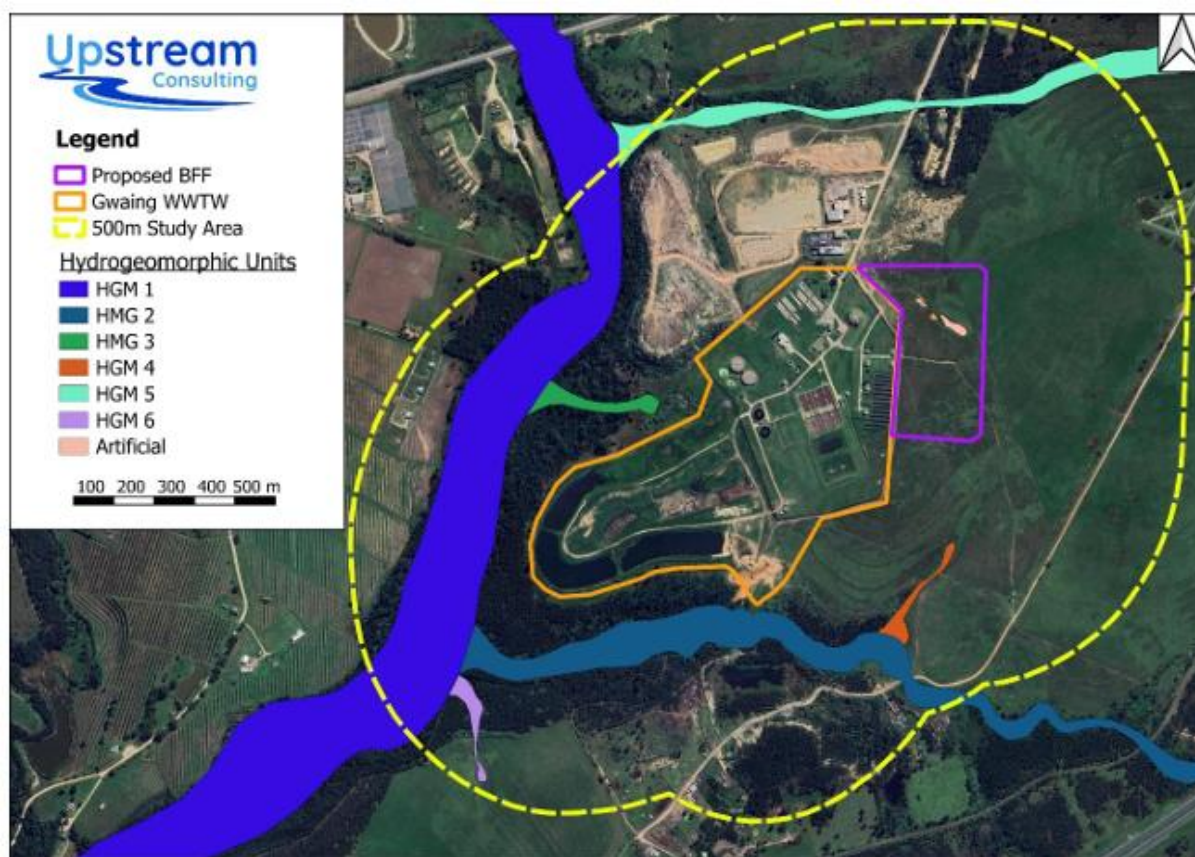 Upstream
Consulting
Legend
Proposed BFF
Gwaing WWTW
500m Study Area
Hydrogeomorphic Units
HGM 1
HMG 2
HMG 3
HGM 4
HGM 5
HGM 6
Artificial
100 200 300 400 500 m